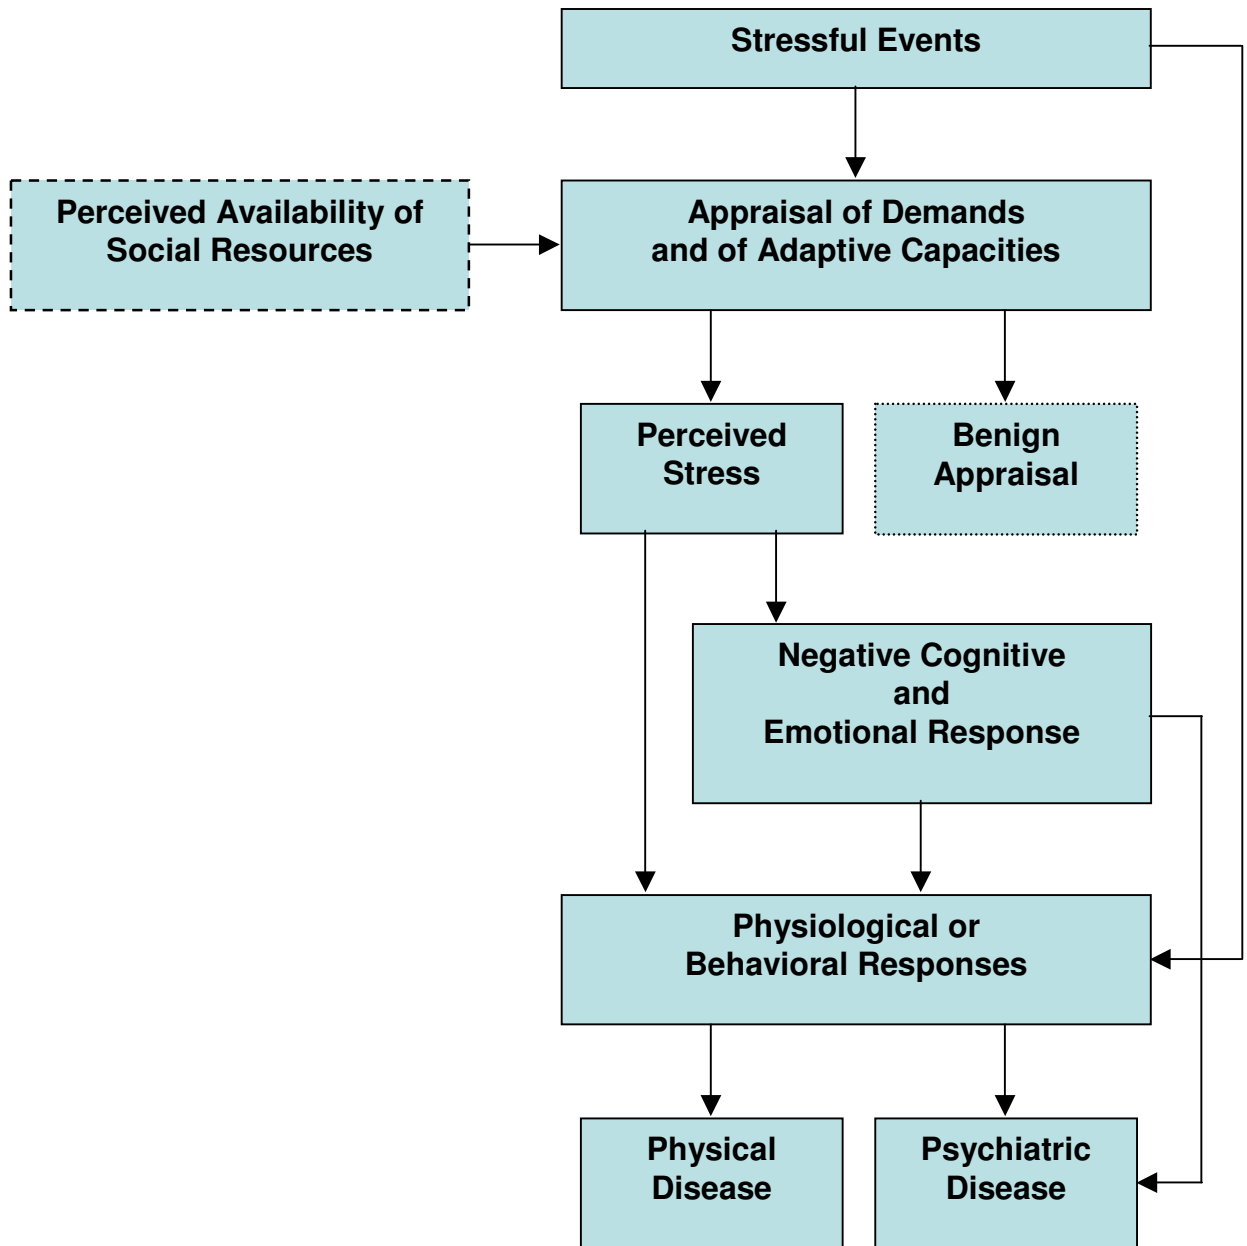 Stressful Events
Perceived Availability of
Social Resources
Appraisal of Demands
and of Adaptive Capacities
Perceived
Stress
Benign
Appraisal
Negative Cognitive
and
Emotional Response
Physiological or
Behavioral Responses
Physical
Disease
Psychiatric
Disease